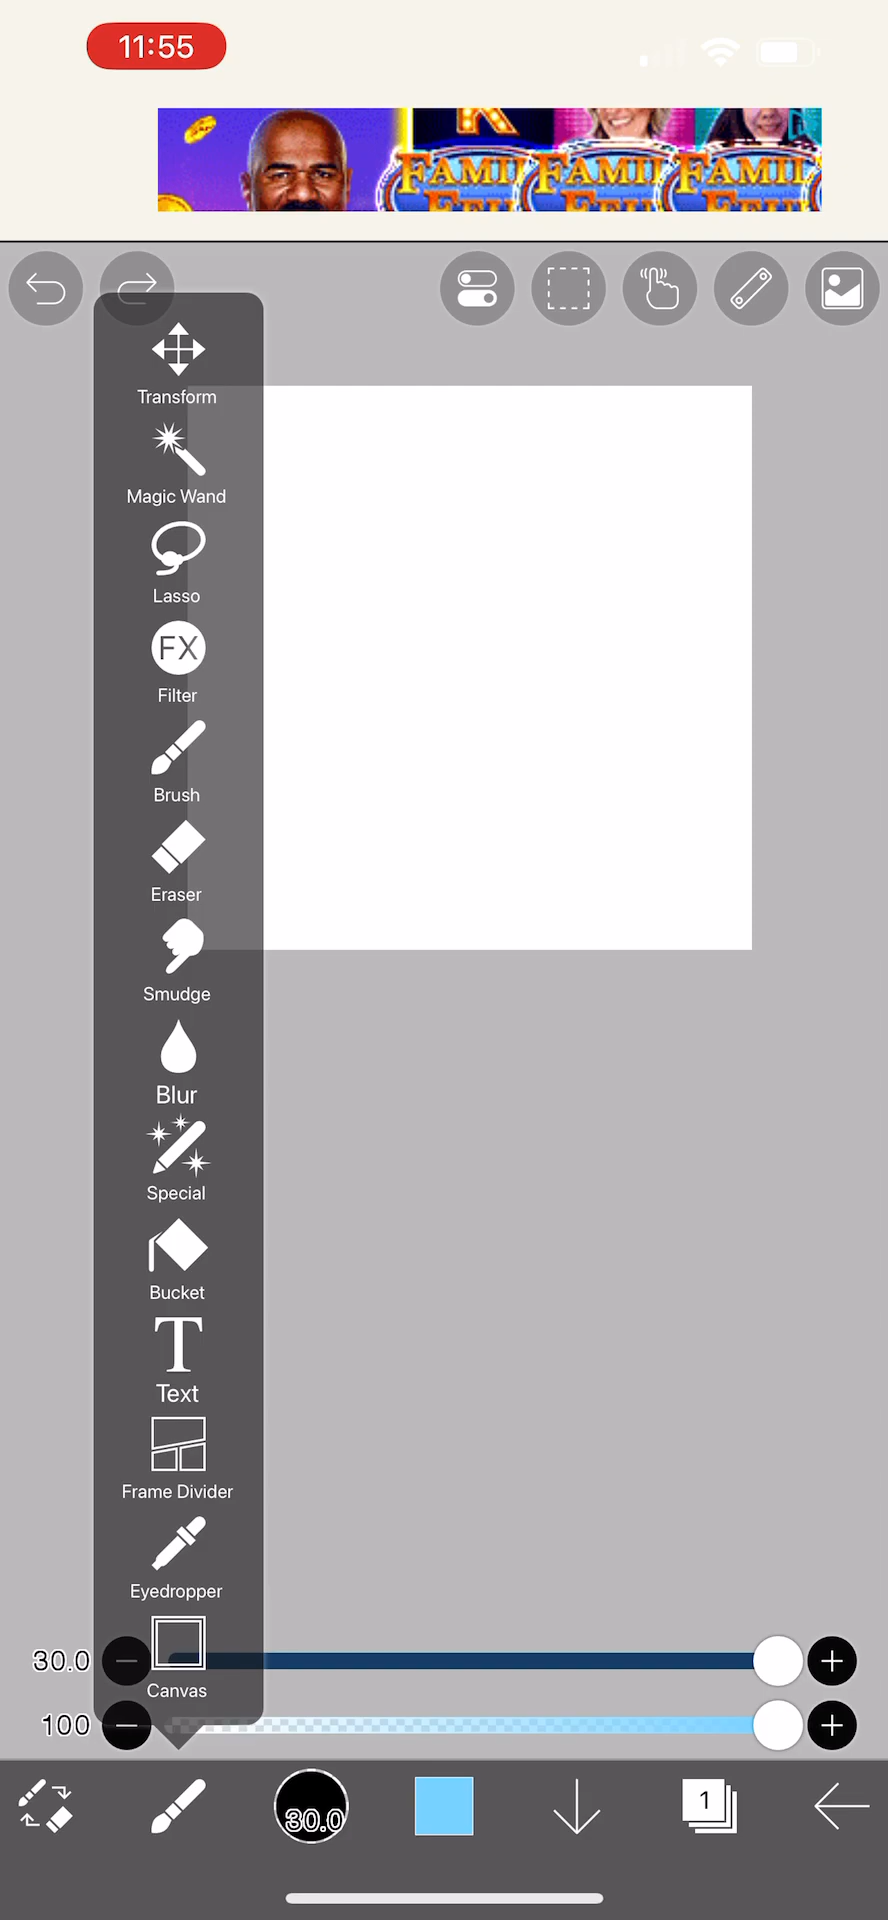 11:55
FAMIL FAMIL FAMIL
Transform
Magic Wand
Lasso
FX
Filter
Brush
Eraser
Smudge
Blur
Special
Bucket
T
Text
Frame Divider
Eyedropper
30.0
Canvas
100
30.0
1